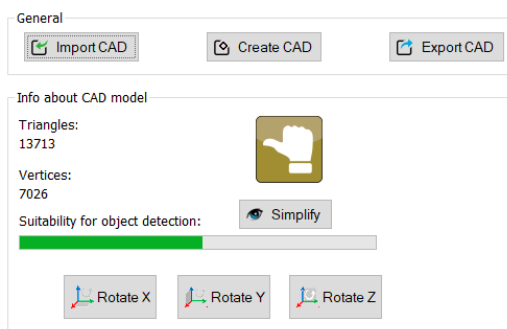 General
Import CAD
Create CAD
Export CAD
Info about CAD model
Triangles:
13713
Vertices:
7026
Suitability for object detection:
Simplify
Rotate X
Rotate Y
Rotate Z